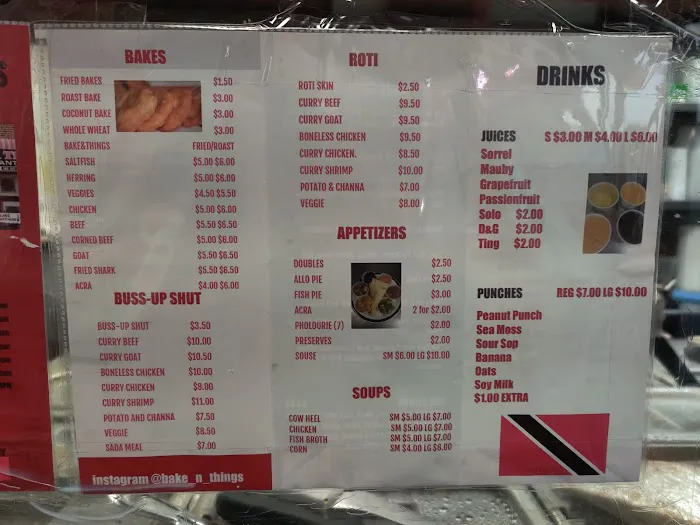 BAKES
FRIED BAKES $1.50
ROAST BAKE $3.00
COCONUT BAKE $3.00
WHOLE WHEAT $3.00
BAKE&THINGS FRIED/ROAST
SALTFISH $5.00 $6.00
HERRING $5.00 $6.00
VEGGIES $4.50 $5.50
CHICKEN $5.00 $6.00
BEEF $5.50 $6.50
CORNED BEEF $5.00 $6.00
GOAT $5.50 $6.50
FRIED SHARK $5.50 $6.50
ACRA $4.00 $6.00
BUSS-UP SHUT
BUSS-UP SHUT $3.50
CURRY BEEF $10.00
CURRY GOAT $10.50
BONELESS CHICKEN $10.00
CURRY CHICKEN $9.00
CURRY SHRIMP $11.00
POTATO AND CHANNA $7.50
VEGGIE $8.50
SADA MEAL $7.00
instagram @bake_n_things
ROTI
ROTI SKIN $2.50
CURRY BEEF $9.50
CURRY GOAT $9.50
BONELESS CHICKEN $9.50
CURRY CHICKEN. $8.50
CURRY SHRIMP $10.00
POTATO & CHANNA $7.00
VEGGIE $8.00
APPETIZERS
DOUBLES $2.50
ALLO PIE $2.50
FISH PIE $3.00
ACRA 2 for $2.00
PHOLOURIE (7) $2.00
PRESERVES $2.00
SOUSE SM $6.00 LG $10.00
SOUPS
COW HEEL SM $5.00 LG $7.00
CHICKEN SM $5.00 LG $7.00
FISH BROTH SM $5.00 LG $7.00
CORN SM $4.00 LG $6.00
DRINKS
JUICES S $3.00 M $4.00 L $6.00
Sorrel
Mauby
Grapefruit
Passionfruit
Solo $2.00
D&G $2.00
Ting $2.00
PUNCHES REG $7.00 LG $10.00
Peanut Punch
Sea Moss
Sour Sop
Banana
Oats
Soy Milk
$1.00 EXTRA